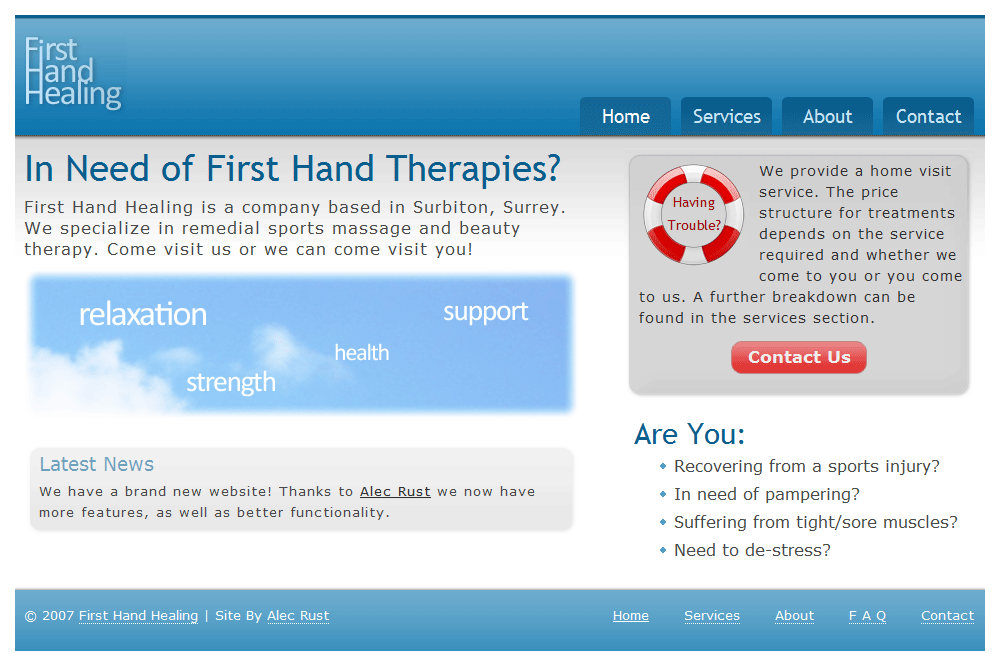 First
Hand
Healing
Home
Services
About
Contact
In Need of First Hand Therapies?
First Hand Healing is a company based in Surbiton, Surrey.
We specialize in remedial sports massage and beauty
therapy. Come visit us or we can come visit you!
relaxation
support
health
strength
Latest News
We have a brand new website! Thanks to Alec Rust we now have
more features, as well as better functionality.
Having
Trouble?
We provide a home visit
service. The price
structure for treatments
depends on the service
required and whether we
come to you or you come
to us. A further breakdown can be
found in the services section.
Contact Us
Are You:
Recovering from a sports injury?
In need of pampering?
Suffering from tight/sore muscles?
Need to de-stress?
© 2007 First Hand Healing | Site By Alec Rust
Home
Services
About
F A Q
Contact